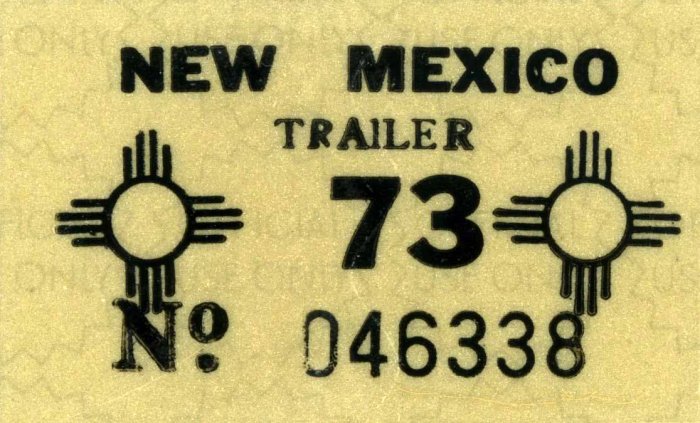 NEW MEXICO
TRAILER
73
Nº 046338